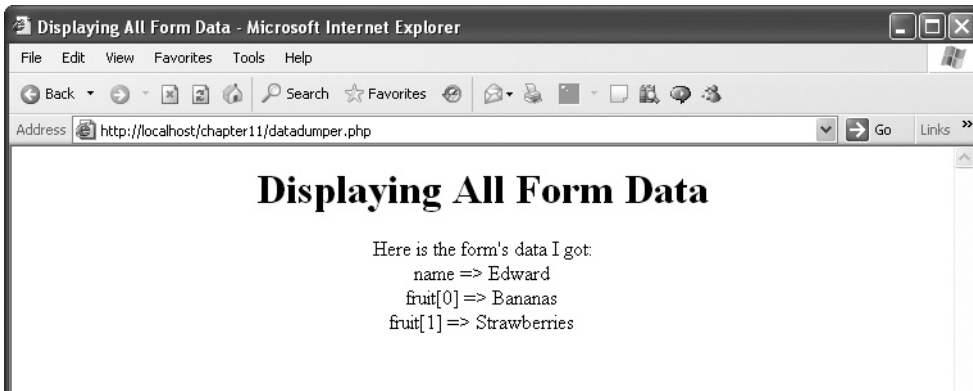 Displaying All Form Data - Microsoft Internet Explorer
File Edit View Favorites Tools Help
Back Search Favorites
Address http://localhost/chapter11/datadumper.php Go Links »
Displaying All Form Data
Here is the form's data I got:
name => Edward
fruit[0] => Bananas
fruit[1] => Strawberries